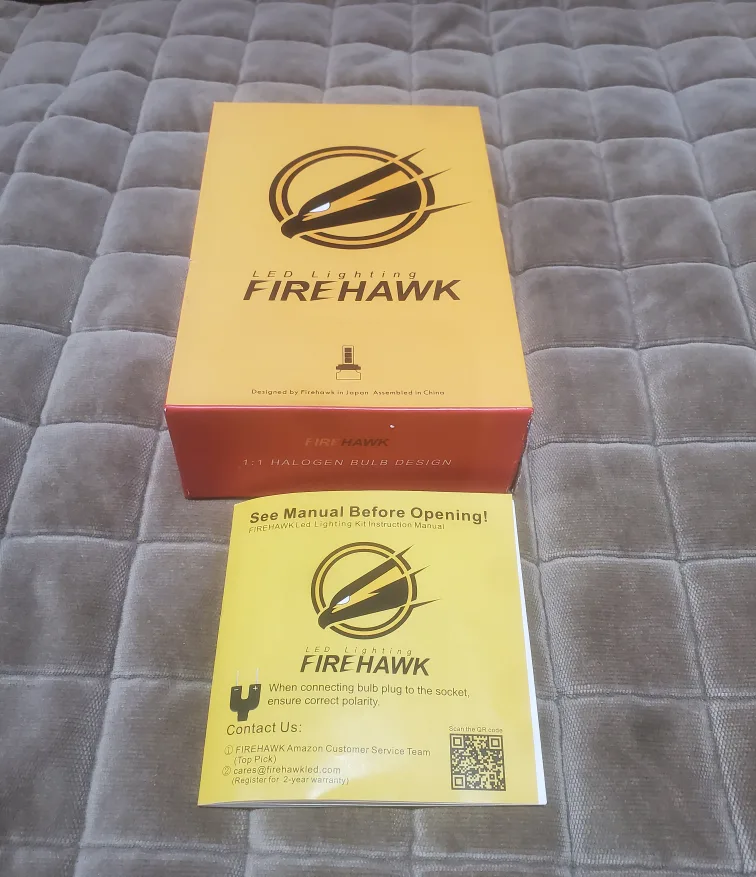 LED Lighting
FIREHAWK
Designed by Firehawk in Japan Assembled in China
FIREHAWK
1:1 HALOGEN BULB DESIGN
See Manual Before Opening!
FIREHAWK Led Lighting Kit Instruction Manual
LED Lighting
FIREHAWK
When connecting bulb plug to the socket,
ensure correct polarity.
Contact Us:
Scan the QR code
① FIREHAWK Amazon Customer Service Team
(Top Pick)
② cares@firehawkled.com
(Register for 2-year warranty)